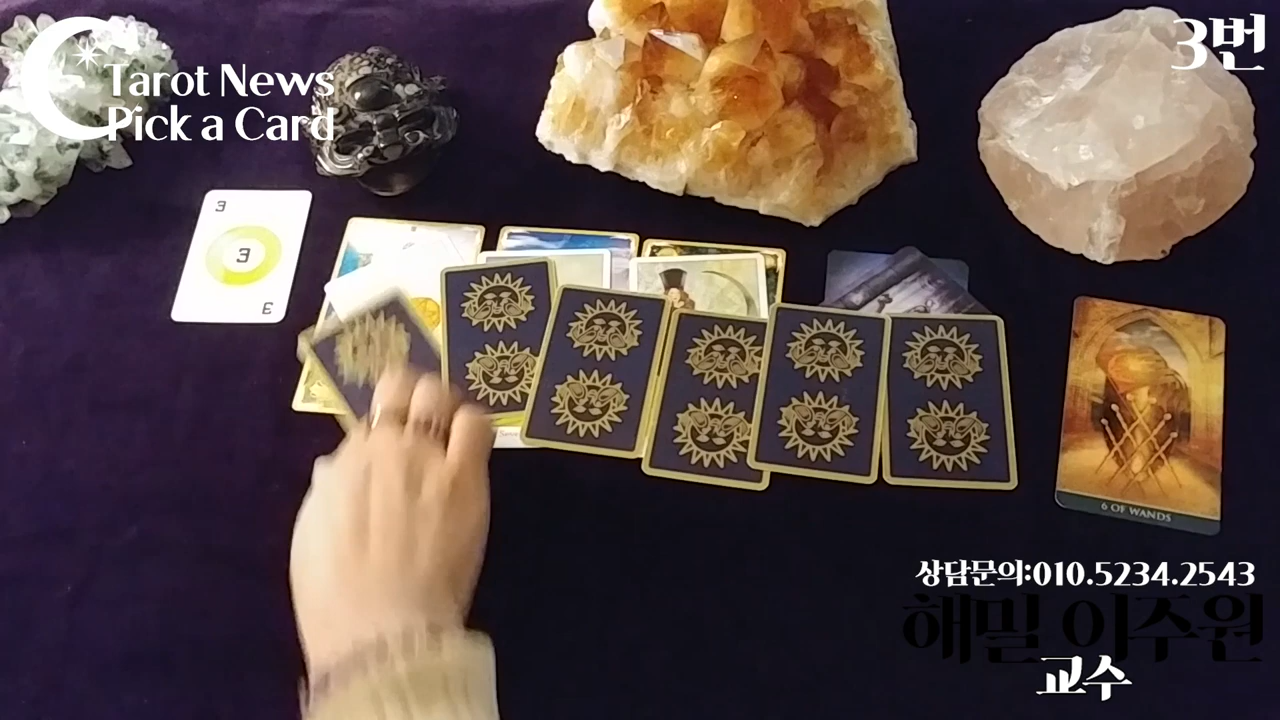 Tarot News
Pick a Card
3번
3
3
3
6 OF WANDS
상담문의:010.5234.2543
해밀 이주원
교수